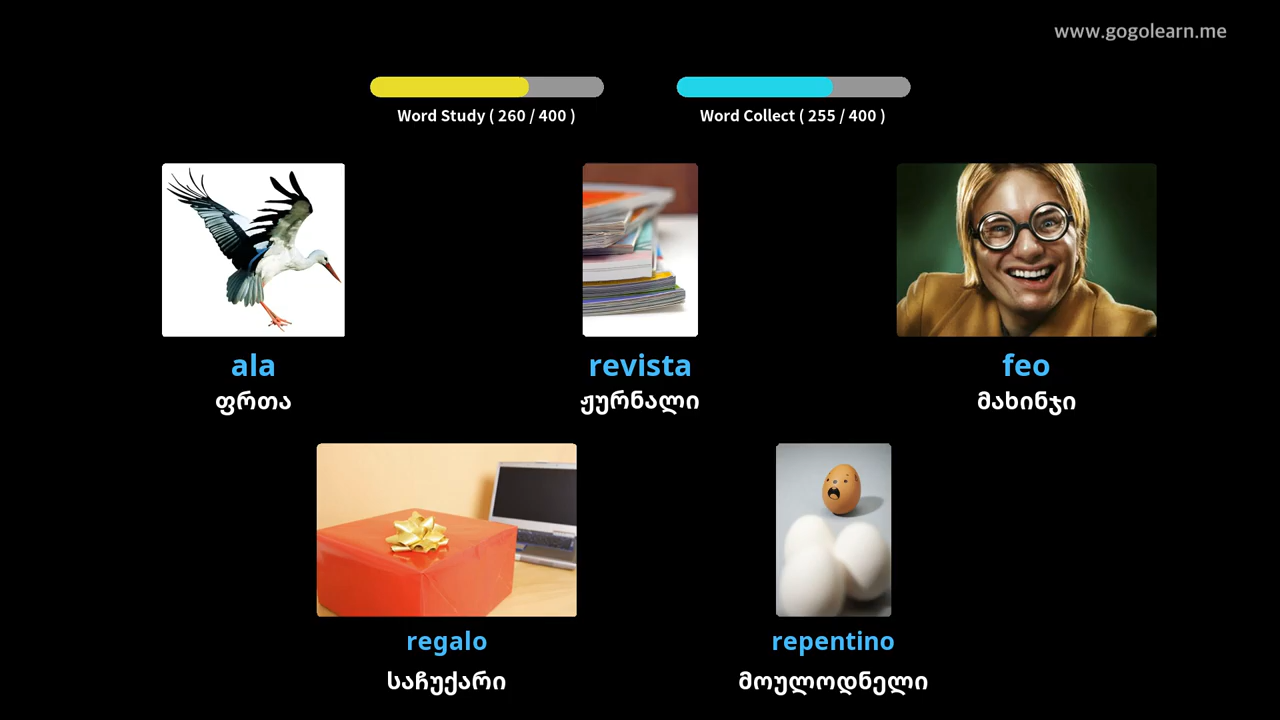 www.gogolearn.me
Word Study ( 260 / 400 )
Word Collect ( 255 / 400 )
ala
ფრთა
revista
ჟურნალი
feo
მახინჯი
regalo
საჩუქარი
repentino
მოულოდნელი